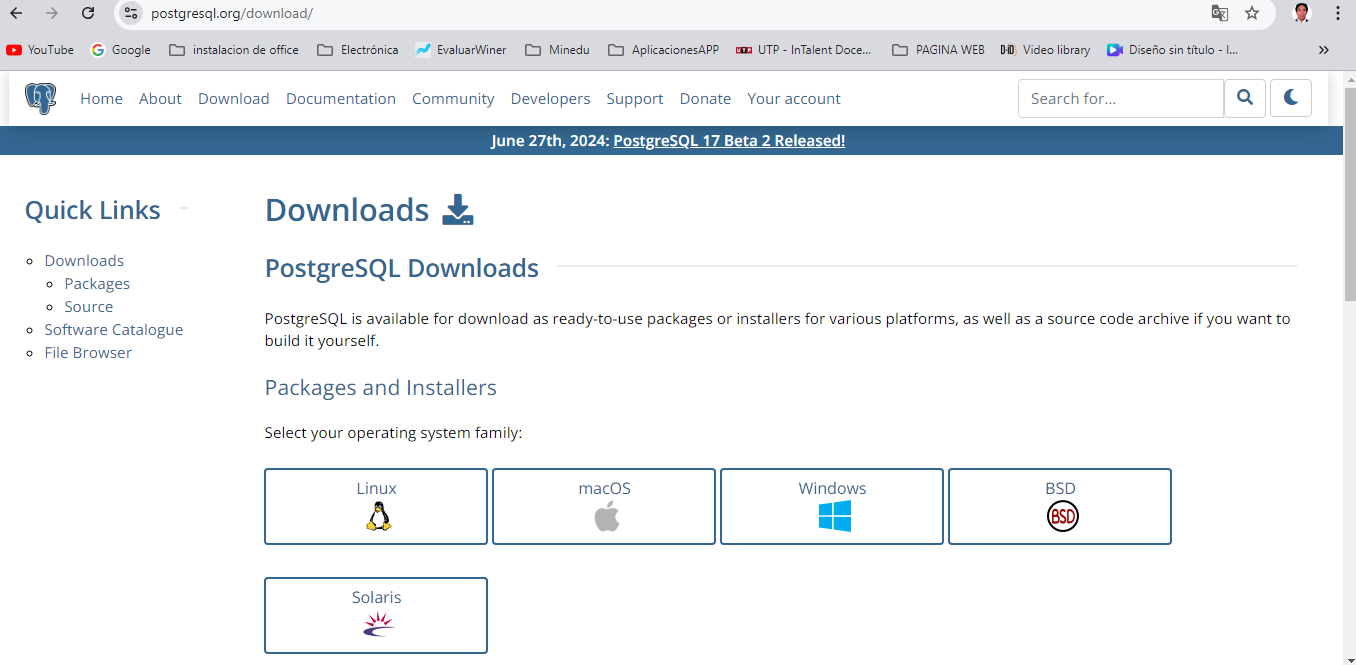 postgresql.org/download/
YouTube Google instalacion de office Electrónica EvaluarWiner Minedu AplicacionesAPP UTP - InTalent Doce... PAGINA WEB Video library Diseño sin título - I...
Home About Download Documentation Community Developers Support Donate Your account Search for...
June 27th, 2024: PostgreSQL 17 Beta 2 Released!
Quick Links
Downloads
Packages
Source
Software Catalogue
File Browser
Downloads
PostgreSQL Downloads
PostgreSQL is available for download as ready-to-use packages or installers for various platforms, as well as a source code archive if you want to
build it yourself.
Packages and Installers
Select your operating system family:
Linux macOS Windows BSD
BSD
Solaris